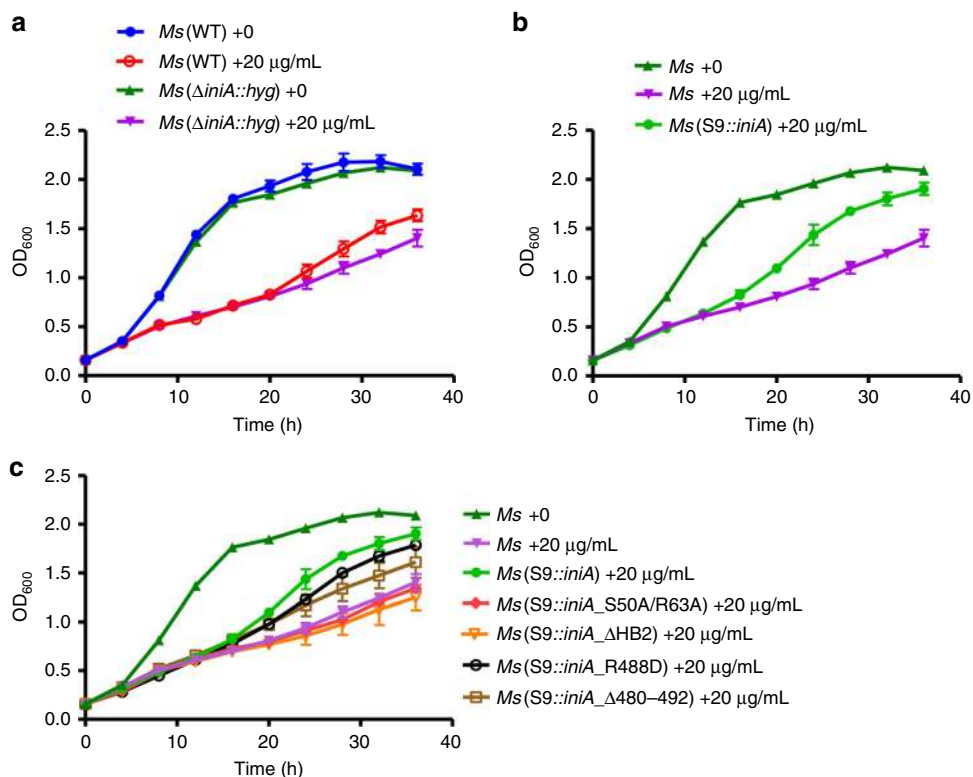 a
Ms(WT) +0
Ms(WT) +20 μg/mL
Ms(ΔiniA::hyg) +0
Ms(ΔiniA::hyg) +20 μg/mL
2.5
2.0
1.5
1.0
0.5
0.0
OD600
0 10 20 30 40
Time (h)
b
Ms +0
Ms +20 μg/mL
Ms(S9::iniA) +20 μg/mL
2.5
2.0
1.5
1.0
0.5
0.0
OD600
0 10 20 30 40
Time (h)
c
2.5
2.0
1.5
1.0
0.5
0.0
OD600
0 10 20 30 40
Time (h)
Ms +0
Ms +20 μg/mL
Ms(S9::iniA) +20 μg/mL
Ms(S9::iniA_S50A/R63A) +20 μg/mL
Ms(S9::iniA_ΔHB2) +20 μg/mL
Ms(S9::iniA_R488D) +20 μg/mL
Ms(S9::iniA_Δ480–492) +20 μg/mL